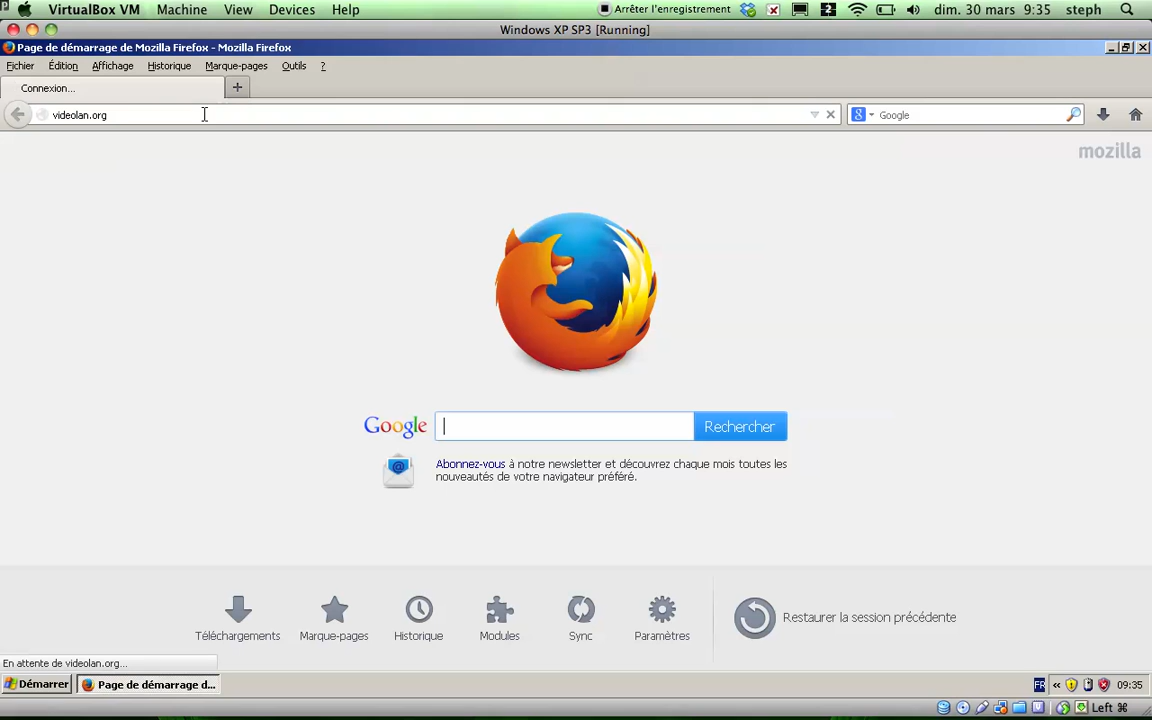 VirtualBox VM Machine View Devices Help Arrêter l'enregistrement 2 dim. 30 mars 9:35 steph
Windows XP SP3 [Running]
Page de démarrage de Mozilla Firefox - Mozilla Firefox
Fichier Édition Affichage Historique Marque-pages Outils ?
Connexion... +
videolan.org Google
mozilla
Google Rechercher
Abonnez-vous à notre newsletter et découvrez chaque mois toutes les
nouveautés de votre navigateur préféré.
Restaurer la session précédente
Téléchargements Marque-pages Historique Modules Sync Paramètres
En attente de videolan.org...
Démarrer Page de démarrage d... FR 09:35
Left ⌘